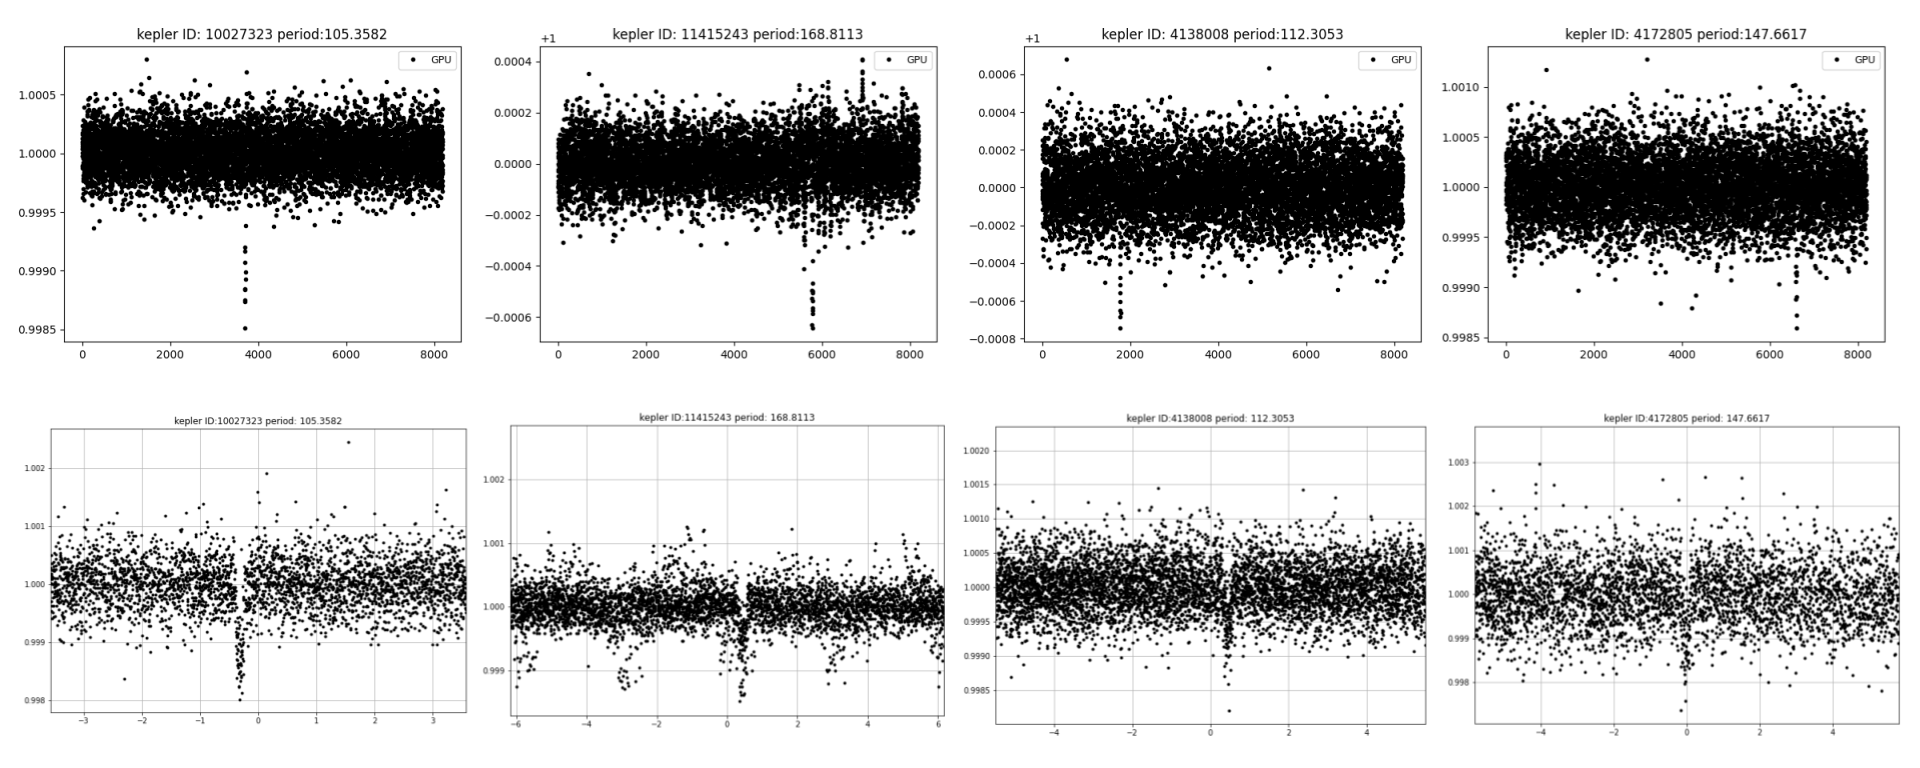 kepler ID: 10027323 period:105.3582
GPU
1.0005
1.0000
0.9995
0.9990
0.9985
0 2000 4000 6000 8000
kepler ID: 11415243 period:168.8113
+1
GPU
0.0004
0.0002
0.0000
−0.0002
−0.0004
−0.0006
0 2000 4000 6000 8000
kepler ID: 4138008 period:112.3053
+1
GPU
0.0006
0.0004
0.0002
0.0000
−0.0002
−0.0004
−0.0006
−0.0008
0 2000 4000 6000 8000
kepler ID: 4172805 period:147.6617
GPU
1.0010
1.0005
1.0000
0.9995
0.9990
0.9985
0 2000 4000 6000 8000
kepler ID:10027323 period: 105.3582
1.002
1.001
1.000
0.999
0.998
−3 −2 −1 0 1 2 3
kepler ID:11415243 period: 168.8113
1.002
1.001
1.000
0.999
−6 −4 −2 0 2 4 6
kepler ID:4138008 period: 112.3053
1.0020
1.0015
1.0010
1.0005
1.0000
0.9995
0.9990
0.9985
−4 −2 0 2 4
kepler ID:4172805 period: 147.6617
1.003
1.002
1.001
1.000
0.999
0.998
−4 −2 0 2 4